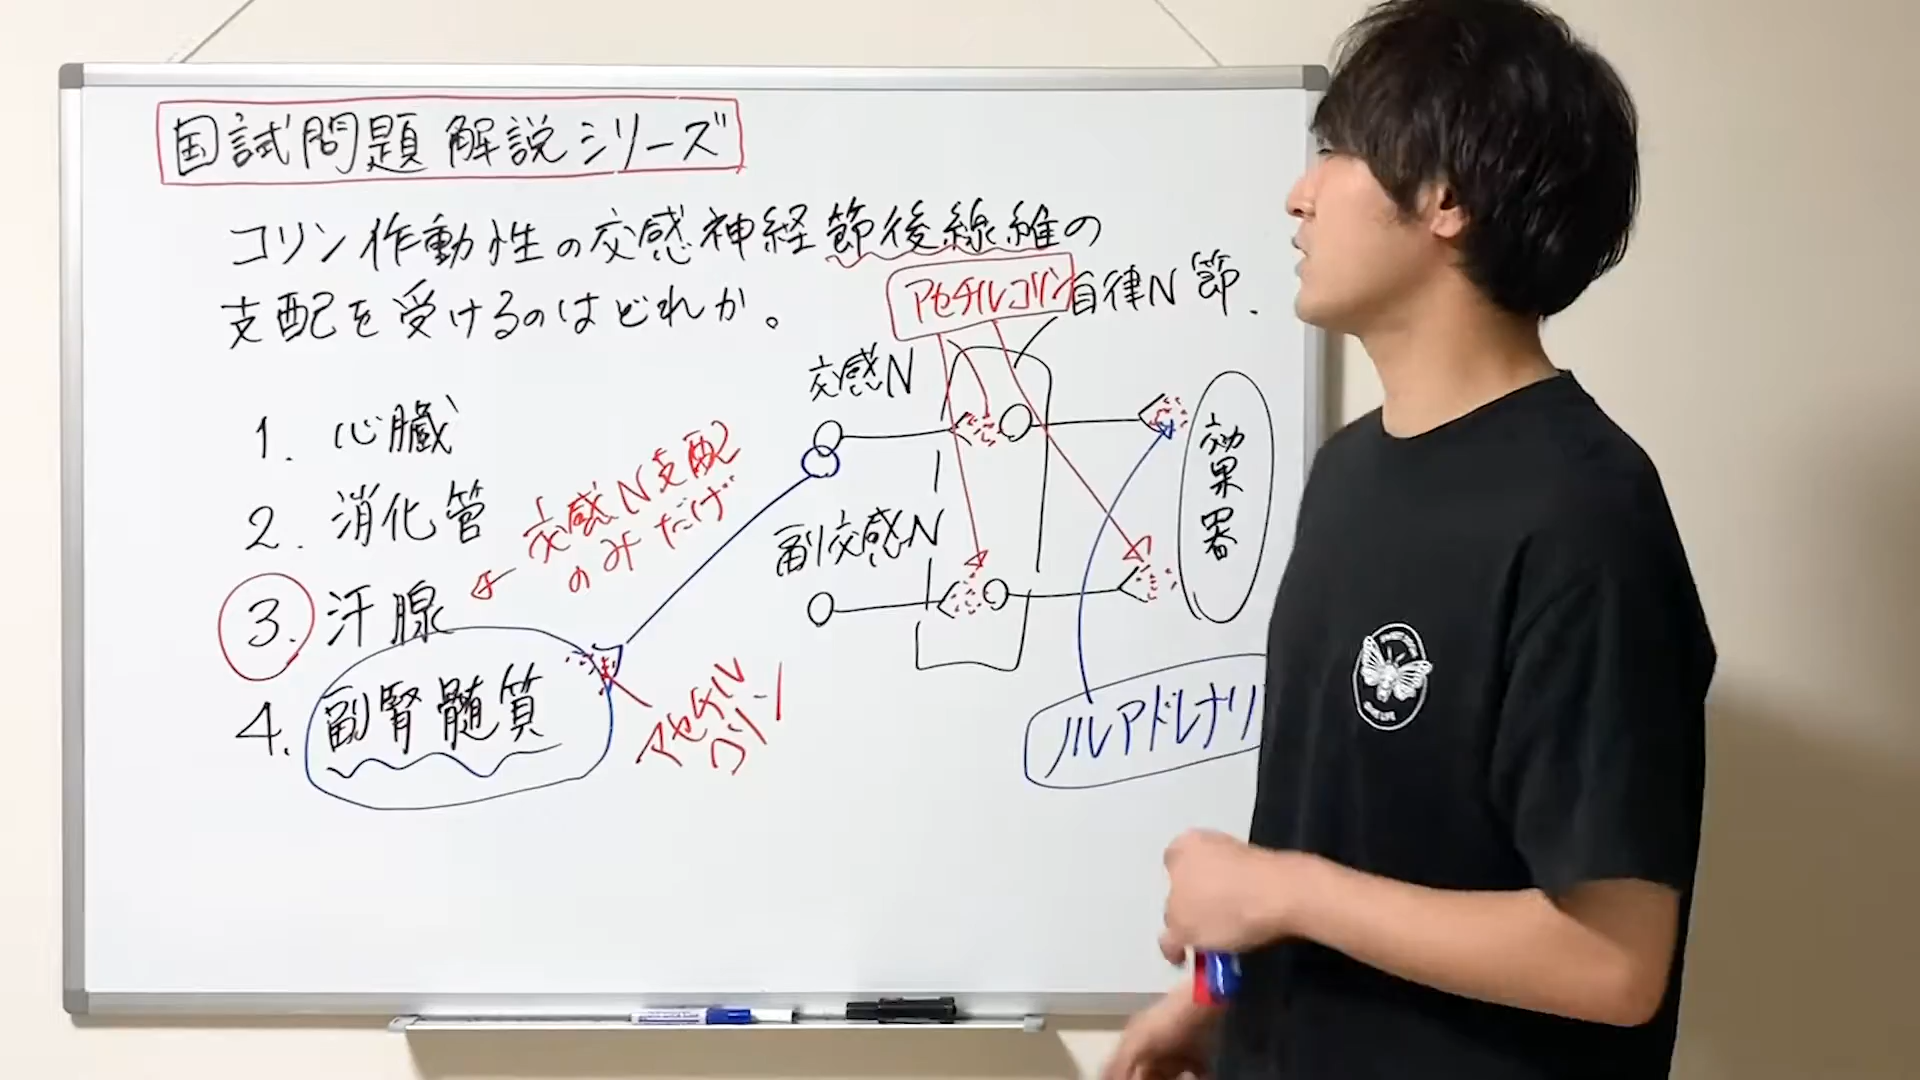 国試問題解説シリーズ
コリン作動性の交感神経節後線維の
支配を受けるのはどれか。
アセチルコリン
自律N節.
交感N
1. 心臓
2. 消化管
3. 汗腺
4. 副腎髄質
交感N支配
のみだけ
副交感N
効果器
アセチル
コリン
ノルアドレナリ